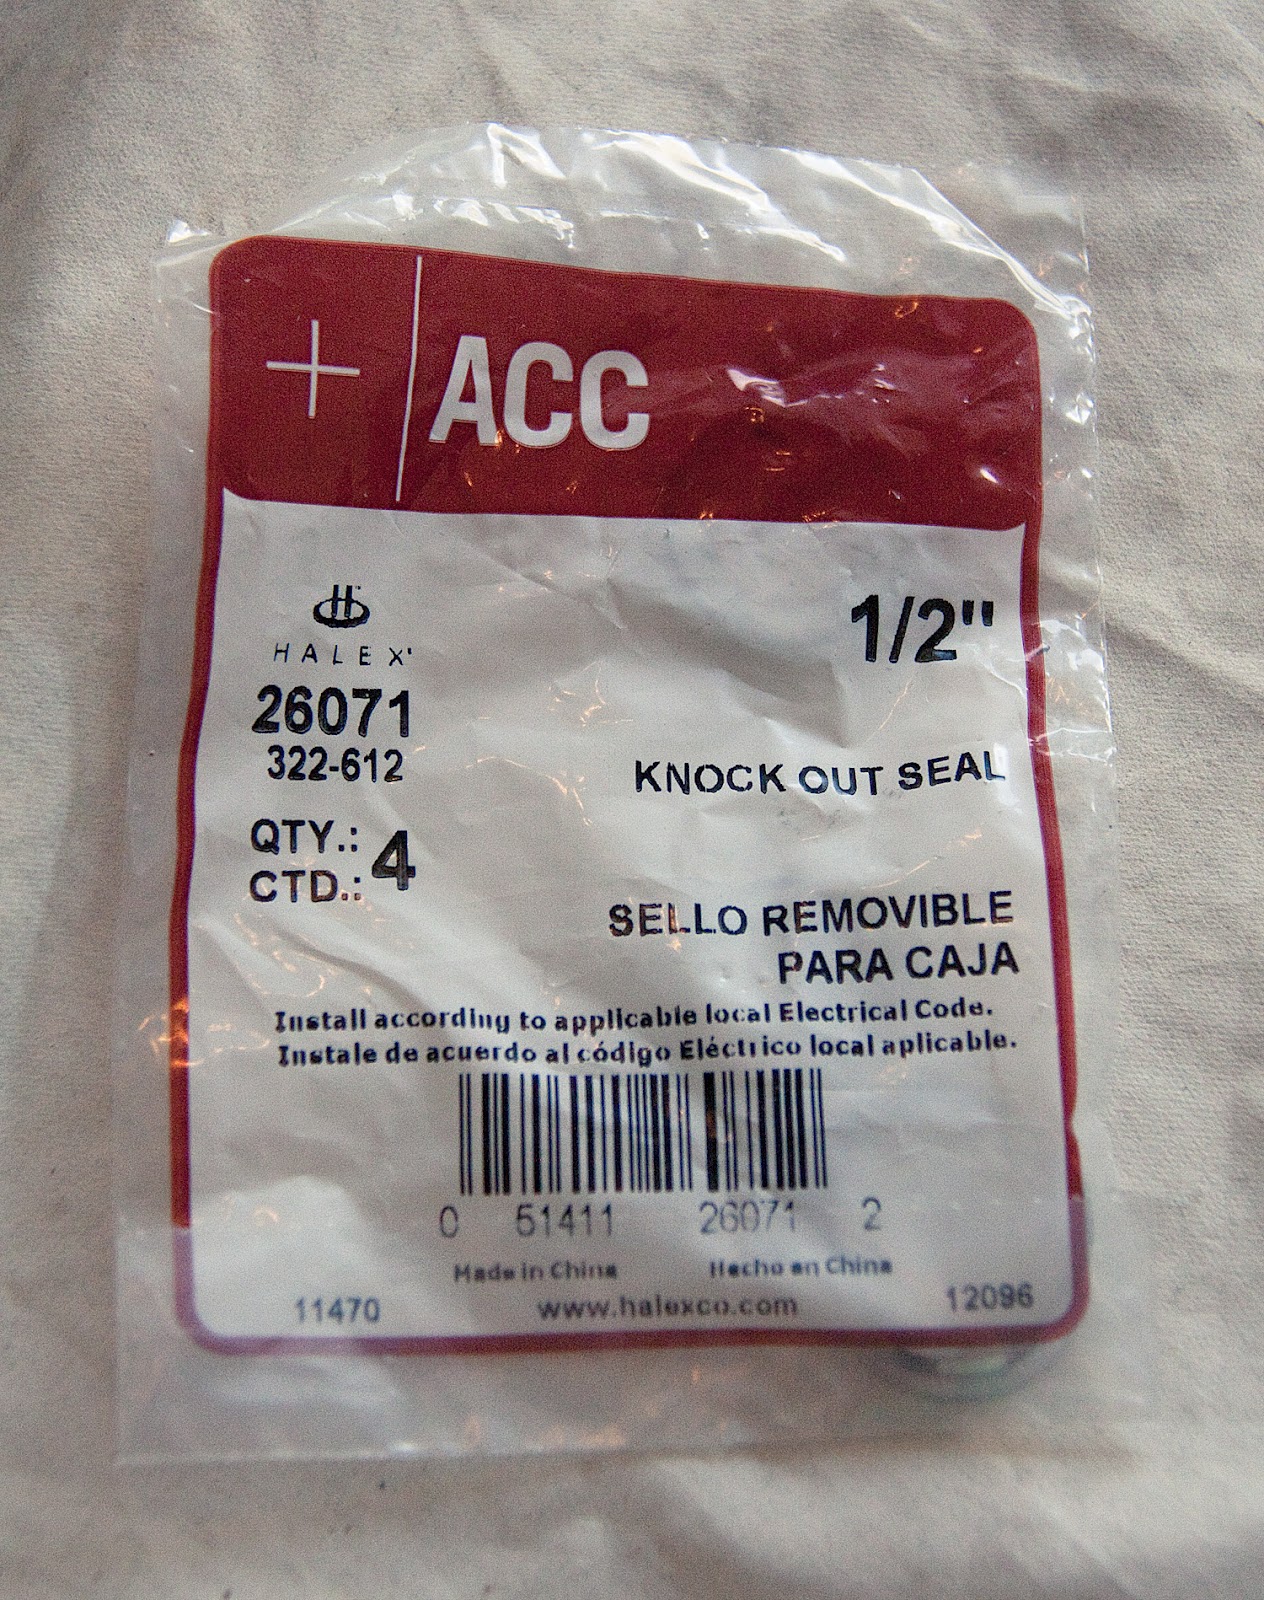 ACC
HALEX
26071
322-612
QTY.:
CTD.: 4
1/2"
KNOCK OUT SEAL
SELLO REMOVIBLE
PARA CAJA
Install according to applicable local Electrical Code.
Instale de acuerdo al código Eléctrico local aplicable.
0 51411 26071 2
Made in China Hecho en China
11470 www.halexco.com 12096